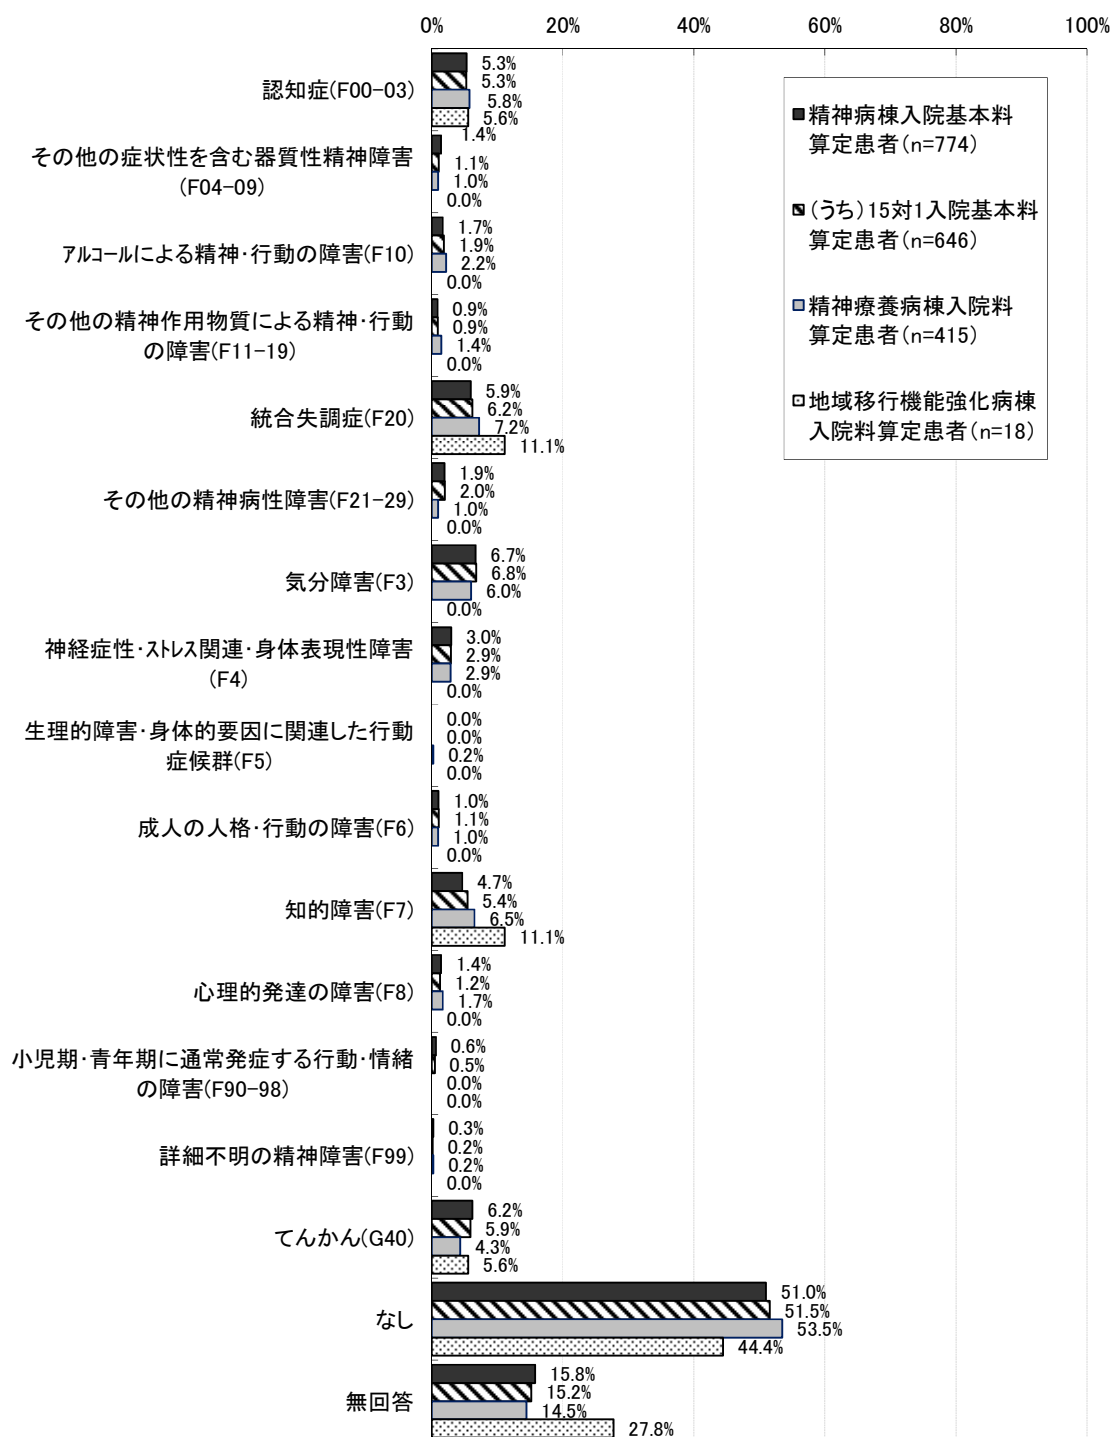 0% 20% 40% 60% 80% 100%
認知症(F00-03)
5.3%
5.3%
5.8%
5.6%
その他の症状性を含む器質性精神障害
(F04-09)
1.4%
1.1%
1.0%
0.0%
アルコールによる精神・行動の障害(F10)
1.7%
1.9%
2.2%
0.0%
その他の精神作用物質による精神・行動
の障害(F11-19)
0.9%
0.9%
1.4%
0.0%
統合失調症(F20)
5.9%
6.2%
7.2%
11.1%
その他の精神病性障害(F21-29)
1.9%
2.0%
1.0%
0.0%
気分障害(F3)
6.7%
6.8%
6.0%
0.0%
神経症性・ストレス関連・身体表現性障害
(F4)
3.0%
2.9%
2.9%
0.0%
生理的障害・身体的要因に関連した行動
症候群(F5)
0.0%
0.0%
0.2%
0.0%
成人の人格・行動の障害(F6)
1.0%
1.1%
1.0%
0.0%
知的障害(F7)
4.7%
5.4%
6.5%
11.1%
心理的発達の障害(F8)
1.4%
1.2%
1.7%
0.0%
小児期・青年期に通常発症する行動・情緒
の障害(F90-98)
0.6%
0.5%
0.0%
0.0%
詳細不明の精神障害(F99)
0.3%
0.2%
0.2%
0.0%
てんかん(G40)
6.2%
5.9%
4.3%
5.6%
なし
51.0%
51.5%
53.5%
44.4%
無回答
15.8%
15.2%
14.5%
27.8%
精神病棟入院基本料
算定患者(n=774)
(うち)15対1入院基本料
算定患者(n=646)
精神療養病棟入院料
算定患者(n=415)
地域移行機能強化病棟
入院料算定患者(n=18)